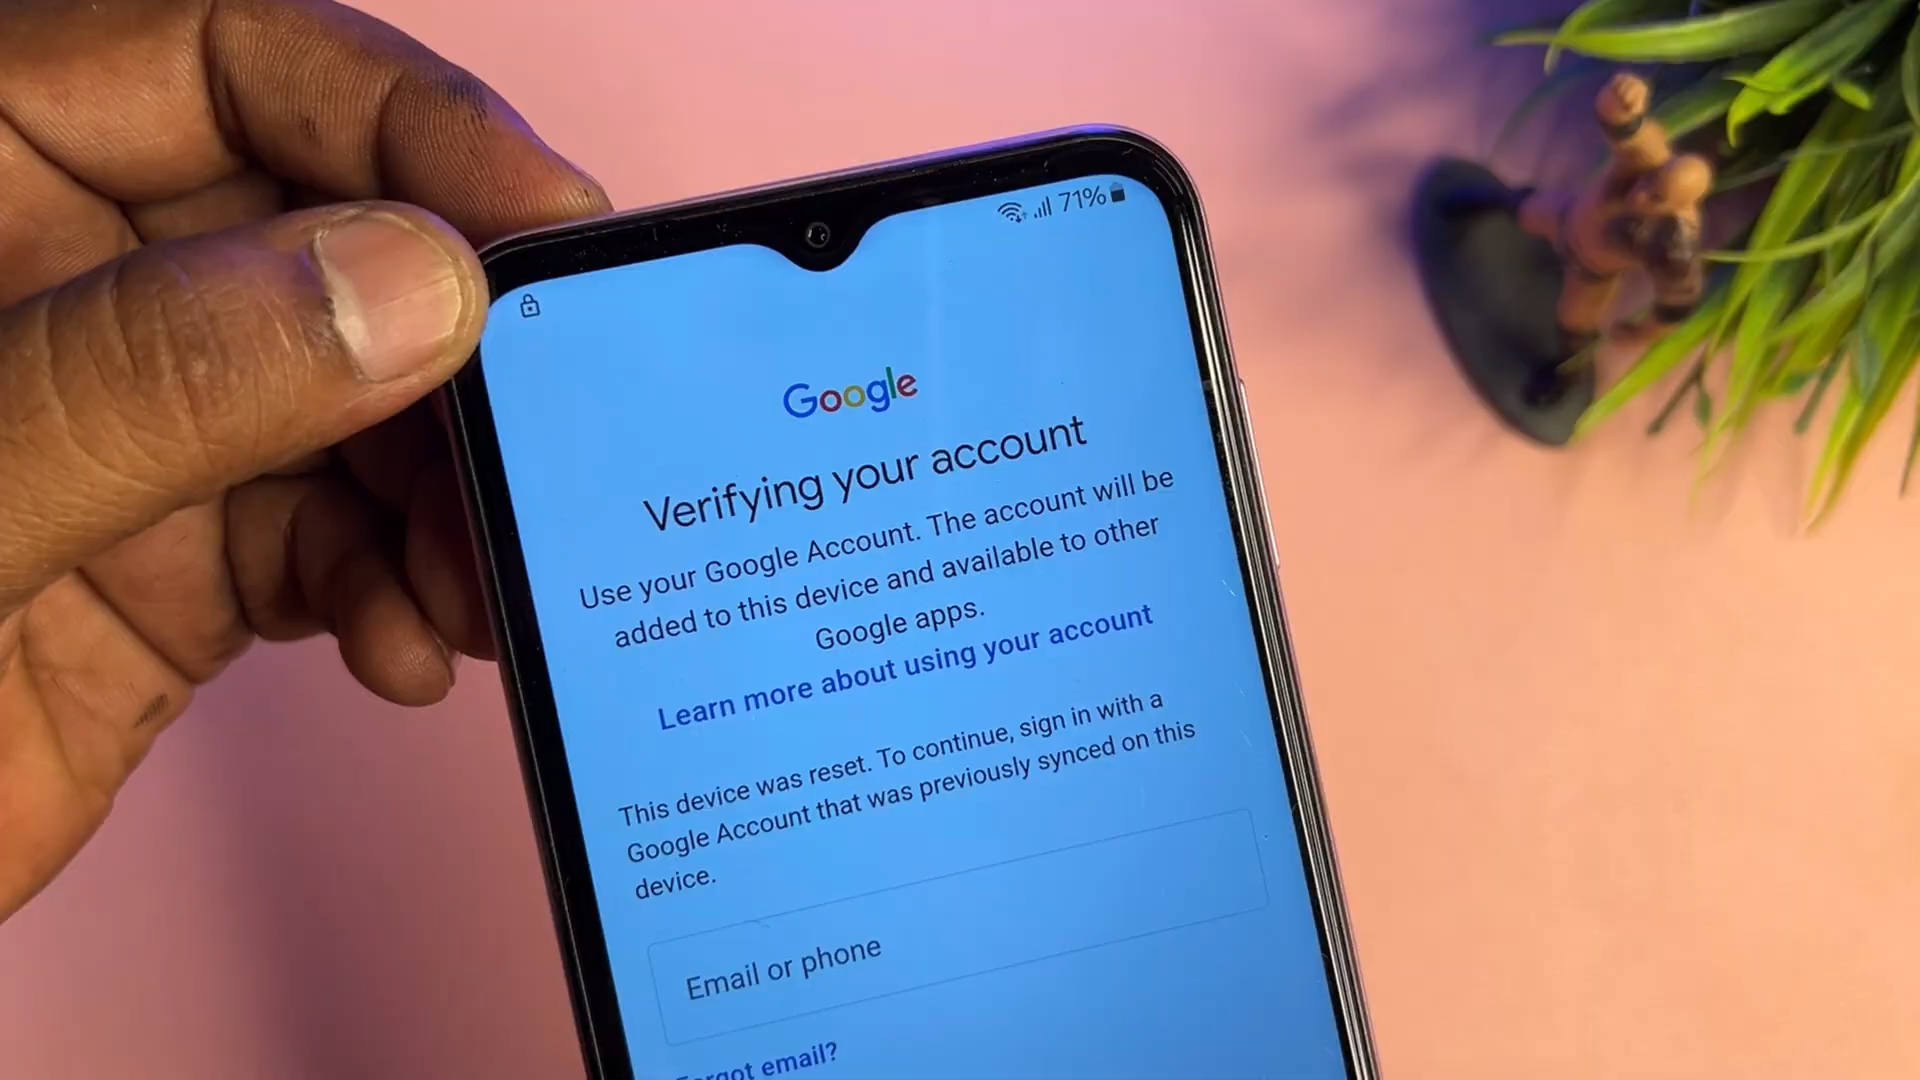 71%
Google
Verifying your account
Use your Google Account. The account will be
added to this device and available to other
Google apps.
Learn more about using your account
This device was reset. To continue, sign in with a
Google Account that was previously synced on this
device.
Email or phone
Forgot email?